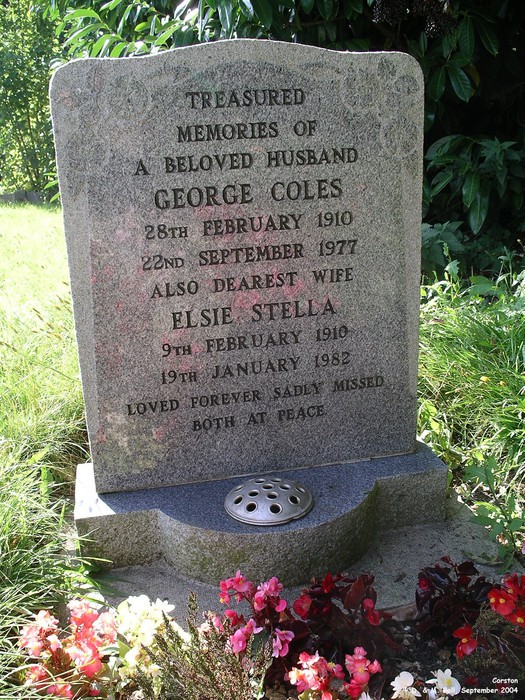 TREASURED
MEMORIES OF
A BELOVED HUSBAND
GEORGE COLES
28TH FEBRUARY 1910
22ND SEPTEMBER 1977
ALSO DEAREST WIFE
ELSIE STELLA
9TH FEBRUARY 1910
19TH JANUARY 1982
LOVED FOREVER SADLY MISSED
BOTH AT PEACE
Corston
& M. September 2004